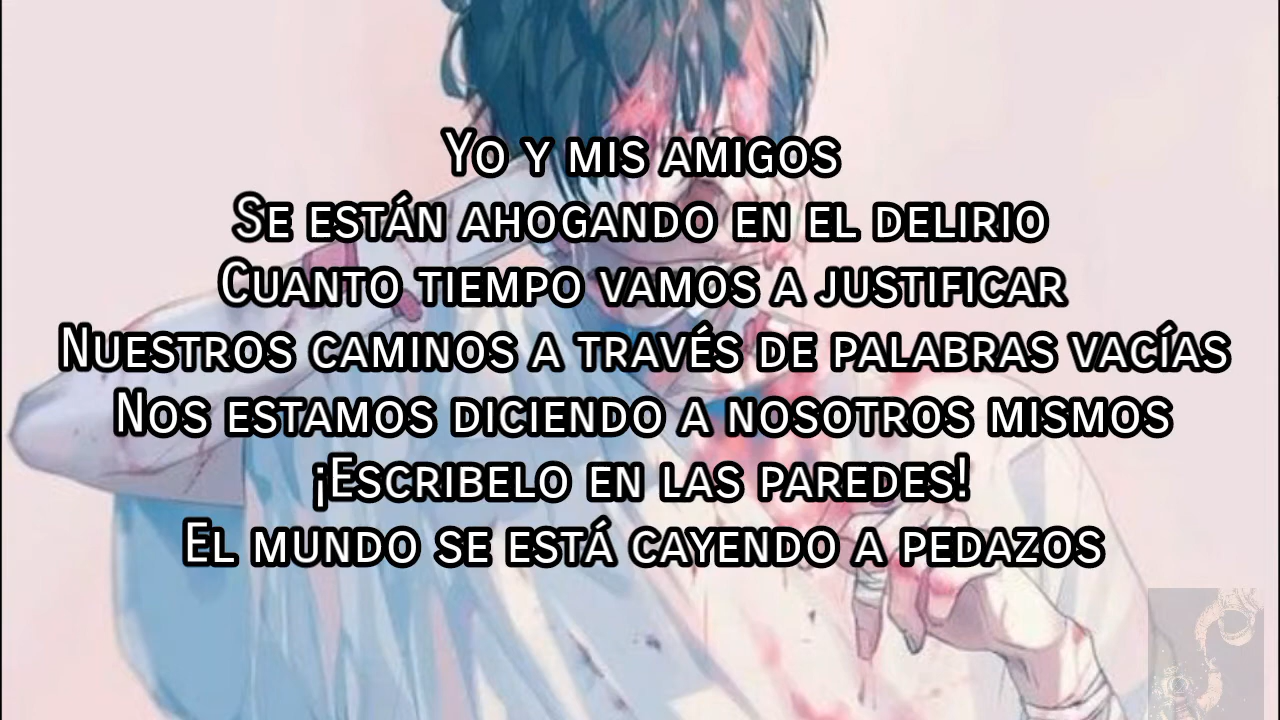 Yo y mis amigos
Se están ahogando en el delirio
Cuanto tiempo vamos a justificar
Nuestros caminos a través de palabras vacías
Nos estamos diciendo a nosotros mismos
¡Escribelo en las paredes!
El mundo se está cayendo a pedazos